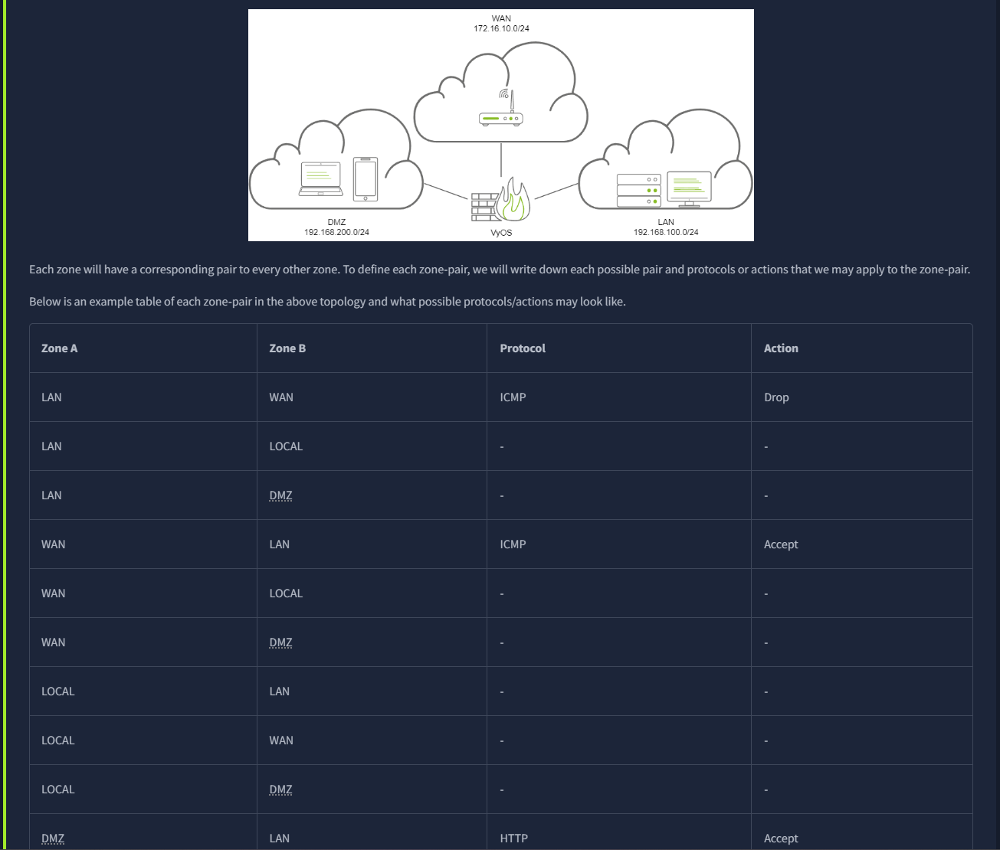 WAN
172.16.10.0/24
DMZ
192.168.200.0/24
VyOS
LAN
192.168.100.0/24
Each zone will have a corresponding pair to every other zone. To define each zone-pair, we will write down each possible pair and protocols or actions that we may apply to the zone-pair.
Below is an example table of each zone-pair in the above topology and what possible protocols/actions may look like.
Zone A Zone B Protocol Action
LAN WAN ICMP Drop
LAN LOCAL - -
LAN DMZ - -
WAN LAN ICMP Accept
WAN LOCAL - -
WAN DMZ - -
LOCAL LAN - -
LOCAL WAN - -
LOCAL DMZ - -
DMZ LAN HTTP Accept